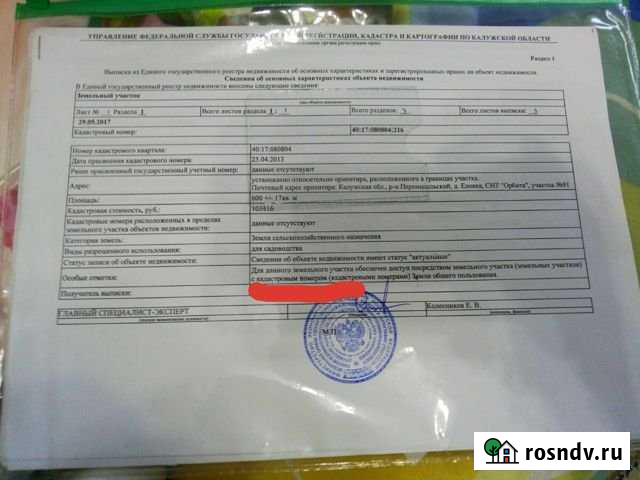 УПРАВЛЕНИЕ ФЕДЕРАЛЬНОЙ СЛУЖБЫ РЕГИСТРАЦИИ, КАДАСТРА И КАРТОГРАФИИ ПО КАЛУЖСКОЙ ОБЛАСТИ
Раздел 1
Выписка из Единого государственного реестра недвижимости об основных характеристиках и зарегистрированных правах на объект недвижимости
Сведения об основных характеристиках объекта недвижимости
В Единый государственный реестр недвижимости внесены следующие сведения:
Земельный участок
Лист № Раздела 1 Всего листов раздела 1: Всего разделов: Всего листов выписки:
29.05.2017
Кадастровый номер: 40:17:080804:216
Номер кадастрового квартала: 40:17:080804
Дата присвоения кадастрового номера: 23.04.2013
Ранее присвоенный государственный учетный номер: данные отсутствуют
Адрес: установлено относительно ориентира, расположенного в границах участка.
Почтовый адрес ориентира: Калужская обл., р-н Перемышльский, д. Еловка, СНТ "Орбита", участок №91
Площадь: 600 +/- 17кв. м
Кадастровая стоимость, руб.: 103616
Кадастровые номера расположенных в пределах земельного участка объектов недвижимости: данные отсутствуют
Категория земель: Земли сельскохозяйственного назначения
Виды разрешенного использования: для садоводства
Статус записи об объекте недвижимости: Сведения об объекте недвижимости имеют статус "актуальные"
Особые отметки: Для данного земельного участка обеспечен доступ посредством земельного участка (земельных участков)
с кадастровым номером (кадастровыми номерами) Земли общего пользования.
Получатель выписки:
ГЛАВНЫЙ СПЕЦИАЛИСТ-ЭКСПЕРТ Е. В.
М.П.
rosndv.ru